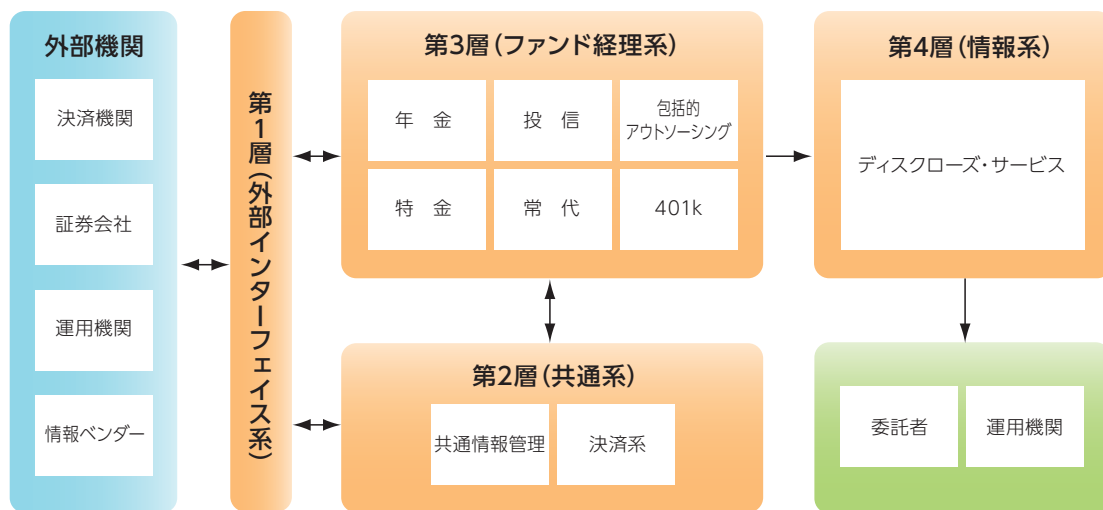 外部機関
決済機関
証券会社
運用機関
情報ベンダー
第1層(外部インターフェイス系)
第3層(ファンド経理系)
年　金
投　信
包括的
アウトソーシング
特　金
常　代
401k
第2層(共通系)
共通情報管理
決済系
第4層(情報系)
ディスクローズ・サービス
委託者
運用機関